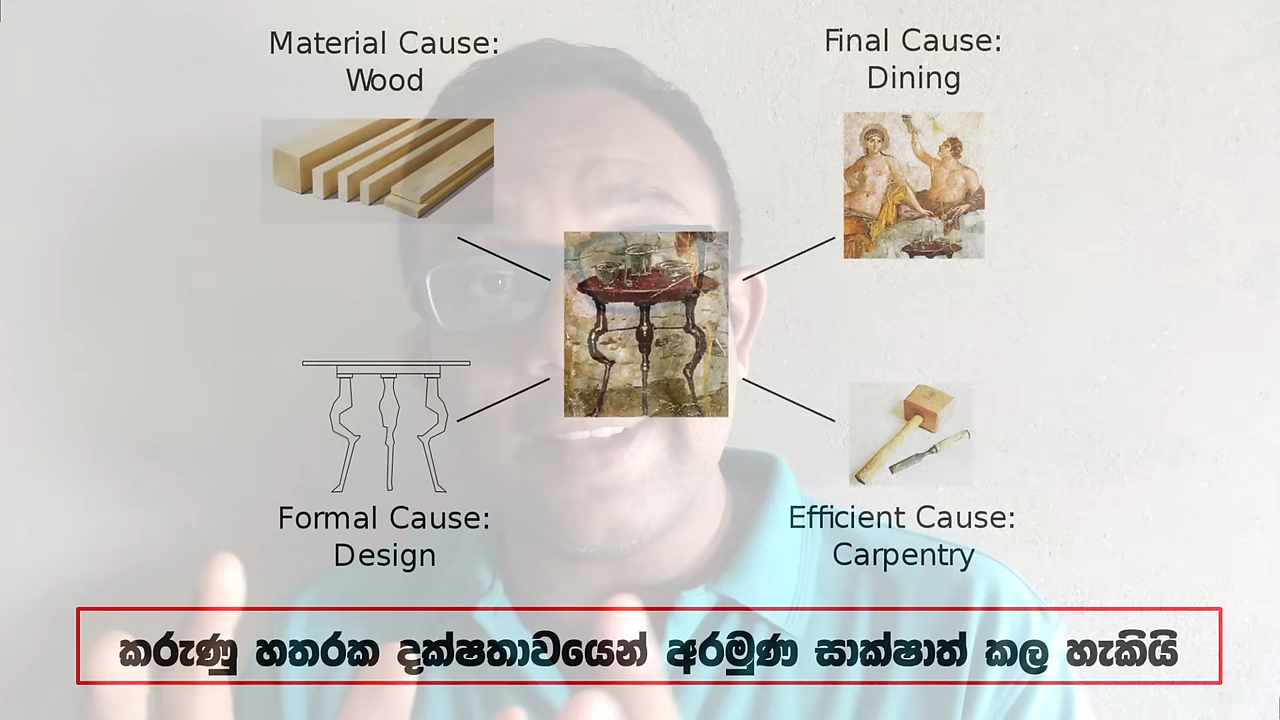 Material Cause:
Wood
Final Cause:
Dining
Formal Cause:
Design
Efficient Cause:
Carpentry
කරුණු හතරක දක්ෂතාවයෙන් අරමුණ සාක්ෂාත් කල හැකියි